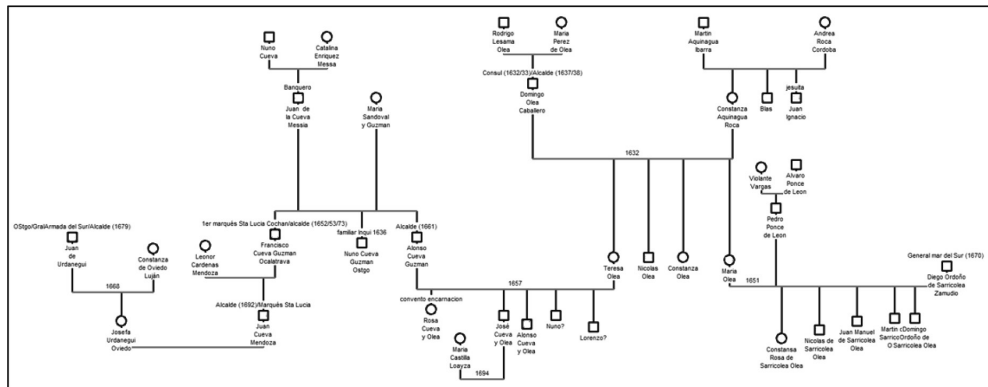 Nuno
Cueva
Catalina
Enriquez
Messa
Rodrigo
Lesama
Olea
Maria
Perez
de Olea
Martin
Aquinagua
Ibarra
Andrea
Roca
Cordoba
Banquero
Juan de
la Cueva
Messia
Maria
Sandoval
y Guzman
Consul (1632/33)/Alcalde (1637/38)
Domingo
Olea
Caballero
Constanza
Aquinagua
Roca
Blas
jesuita
Juan
Ignacio
1632
Violante
Vargas
Alvaro
Ponce
de Leon
Pedro
Ponce
de Leon
OStgo/GralArmada del Sur/Alcalde (1679)
Juan
de
Urdanegui
Constanza
de Oviedo
Luján
1668
Josefa
Urdanegui
Oviedo
Leonor
Cardenas
Mendoza
1er marqués Sta Lucia Cochan/alcalde (1652/53/73)
Francisco
Cueva Guzman
Ocalatrava
familiar inqui 1636
Nuno Cueva
Guzman
Ostgo
Alcalde (1661)
Alonso
Cueva
Guzman
Alcalde (1692)/Marqués Sta Lucia
Juan
Cueva
Mendoza
Teresa
Olea
Nicolas
Olea
Constanza
Olea
Maria
Olea
1657
convento encarnacion
Rosa
Cueva
y Olea
José
Cueva y Olea
Alonso
Cueva
y Olea
Nuno?
Lorenzo?
Maria
Castilla
Loayza
1694
General mar del Sur (1670)
Diego Ordoño
de Sarricolea
Zamudio
1651
Constansa
Rosa de
Sarricolea Olea
Nicolas de
Sarricolea
Olea
Juan Manuel
de Sarricolea
Olea
Martin c
Sarrico
O
Domingo
Ordoño de
Sarricolea Olea